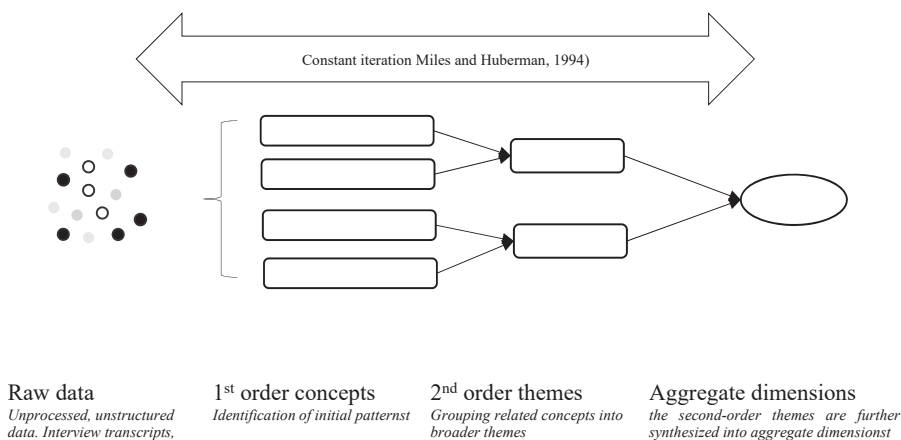 Constant iteration Miles and Huberman, 1994)
Raw data
Unprocessed, unstructured
data. Interview transcripts,
1st order concepts
Identification of initial patternst
2nd order themes
Grouping related concepts into
broader themes
Aggregate dimensions
the second-order themes are further
synthesized into aggregate dimensionst